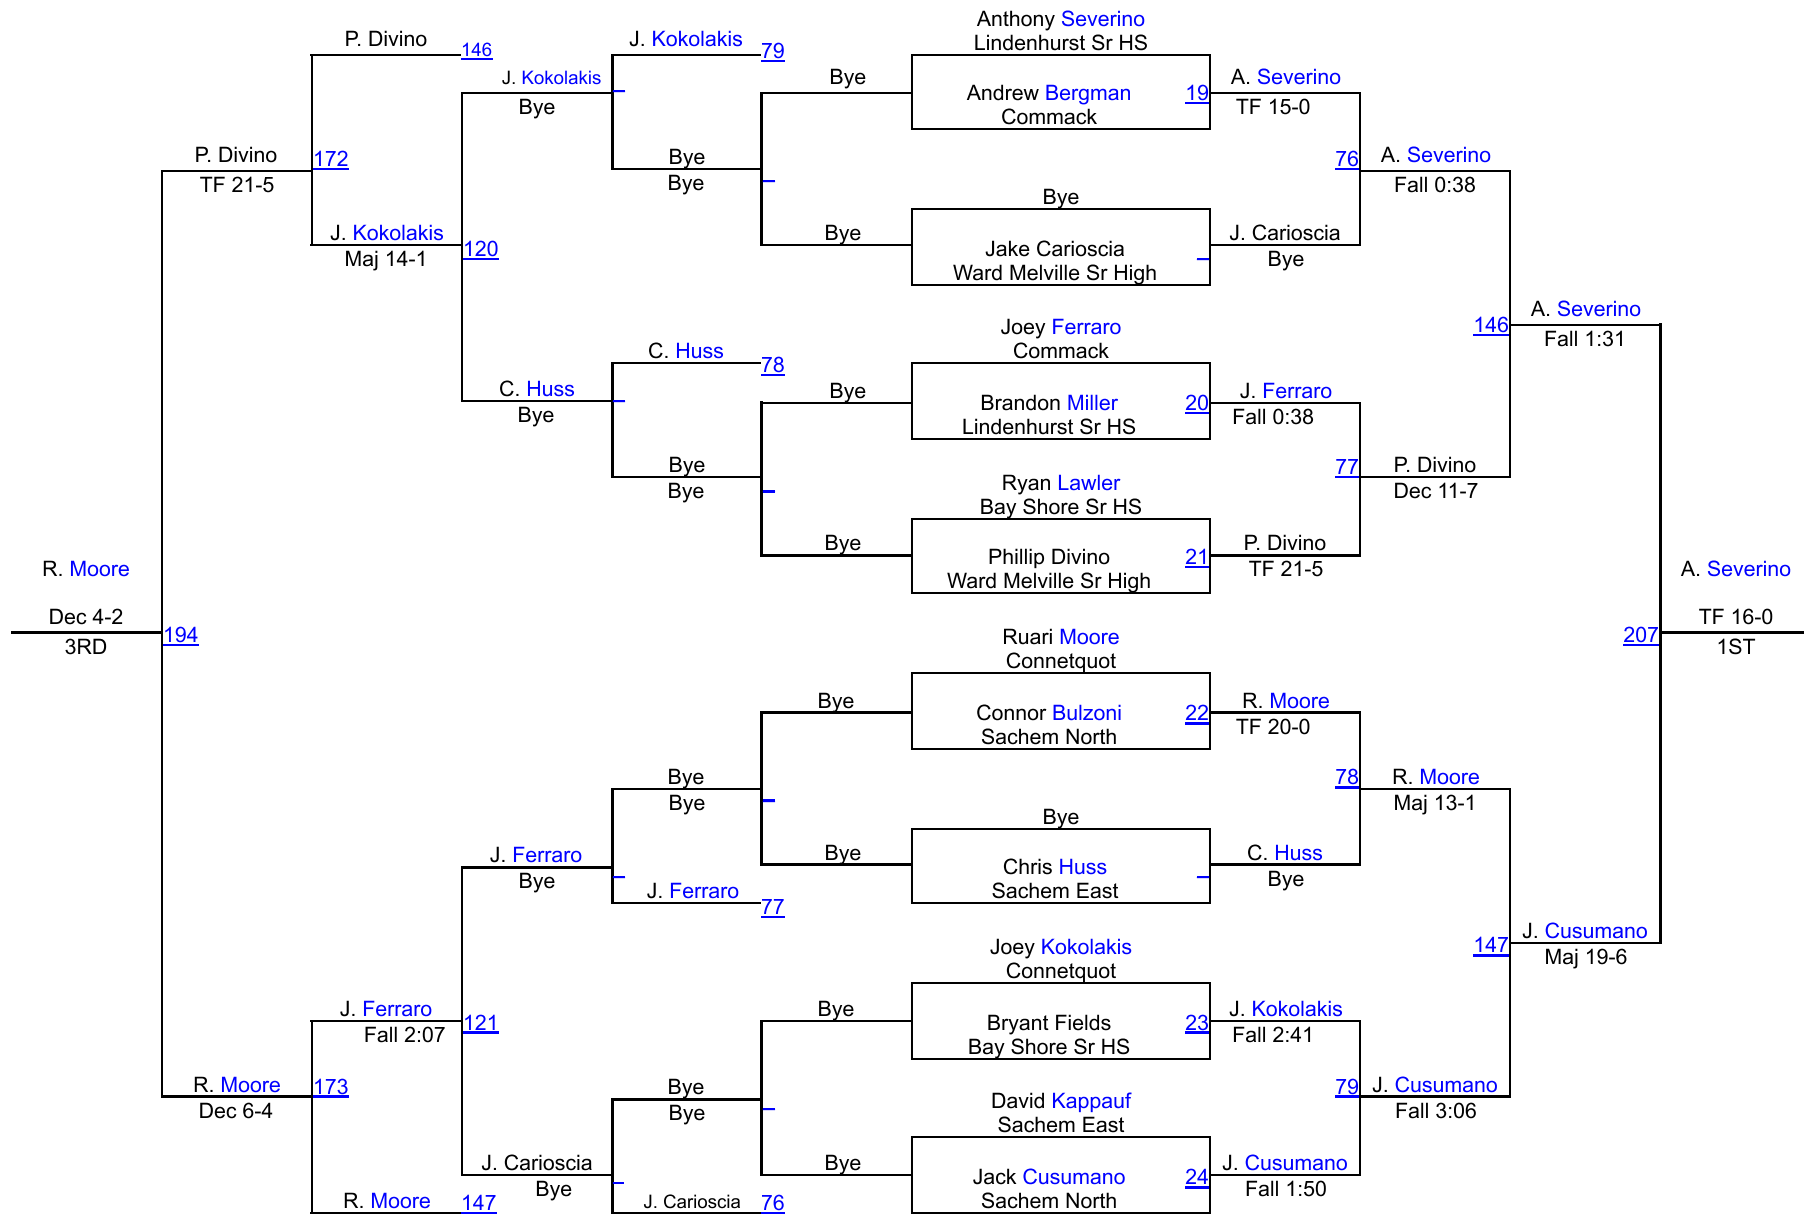 Anthony Severino
Lindenhurst Sr HS
P. Divino
146
J. Kokolakis
79
J. Kokolakis
Bye
Bye
Andrew Bergman
Commack
19
A. Severino
TF 15-0
P. Divino
TF 21-5
172
Bye
Bye
76
A. Severino
Fall 0:38
Bye
J. Kokolakis
Maj 14-1
120
Bye
Jake Carioscia
Ward Melville Sr High
J. Carioscia
Bye
146
A. Severino
Fall 1:31
Joey Ferraro
Commack
C. Huss
78
C. Huss
Bye
Bye
Brandon Miller
Lindenhurst Sr HS
20
J. Ferraro
Fall 0:38
Bye
Bye
77
P. Divino
Dec 11-7
Ryan Lawler
Bay Shore Sr HS
Bye
Phillip Divino
Ward Melville Sr High
21
P. Divino
TF 21-5
R. Moore
Dec 4-2
3RD
194
A. Severino
TF 16-0
1ST
207
Ruari Moore
Connetquot
Bye
Connor Bulzoni
Sachem North
22
R. Moore
TF 20-0
Bye
Bye
78
R. Moore
Maj 13-1
Bye
J. Ferraro
Bye
Bye
Chris Huss
Sachem East
C. Huss
Bye
J. Ferraro
77
147
J. Cusumano
Maj 19-6
Joey Kokolakis
Connetquot
J. Ferraro
Fall 2:07
121
Bye
Bryant Fields
Bay Shore Sr HS
23
J. Kokolakis
Fall 2:41
R. Moore
Dec 6-4
173
Bye
Bye
79
J. Cusumano
Fall 3:06
David Kappauf
Sachem East
J. Carioscia
Bye
Bye
Jack Cusumano
Sachem North
24
J. Cusumano
Fall 1:50
R. Moore
147
J. Carioscia
76